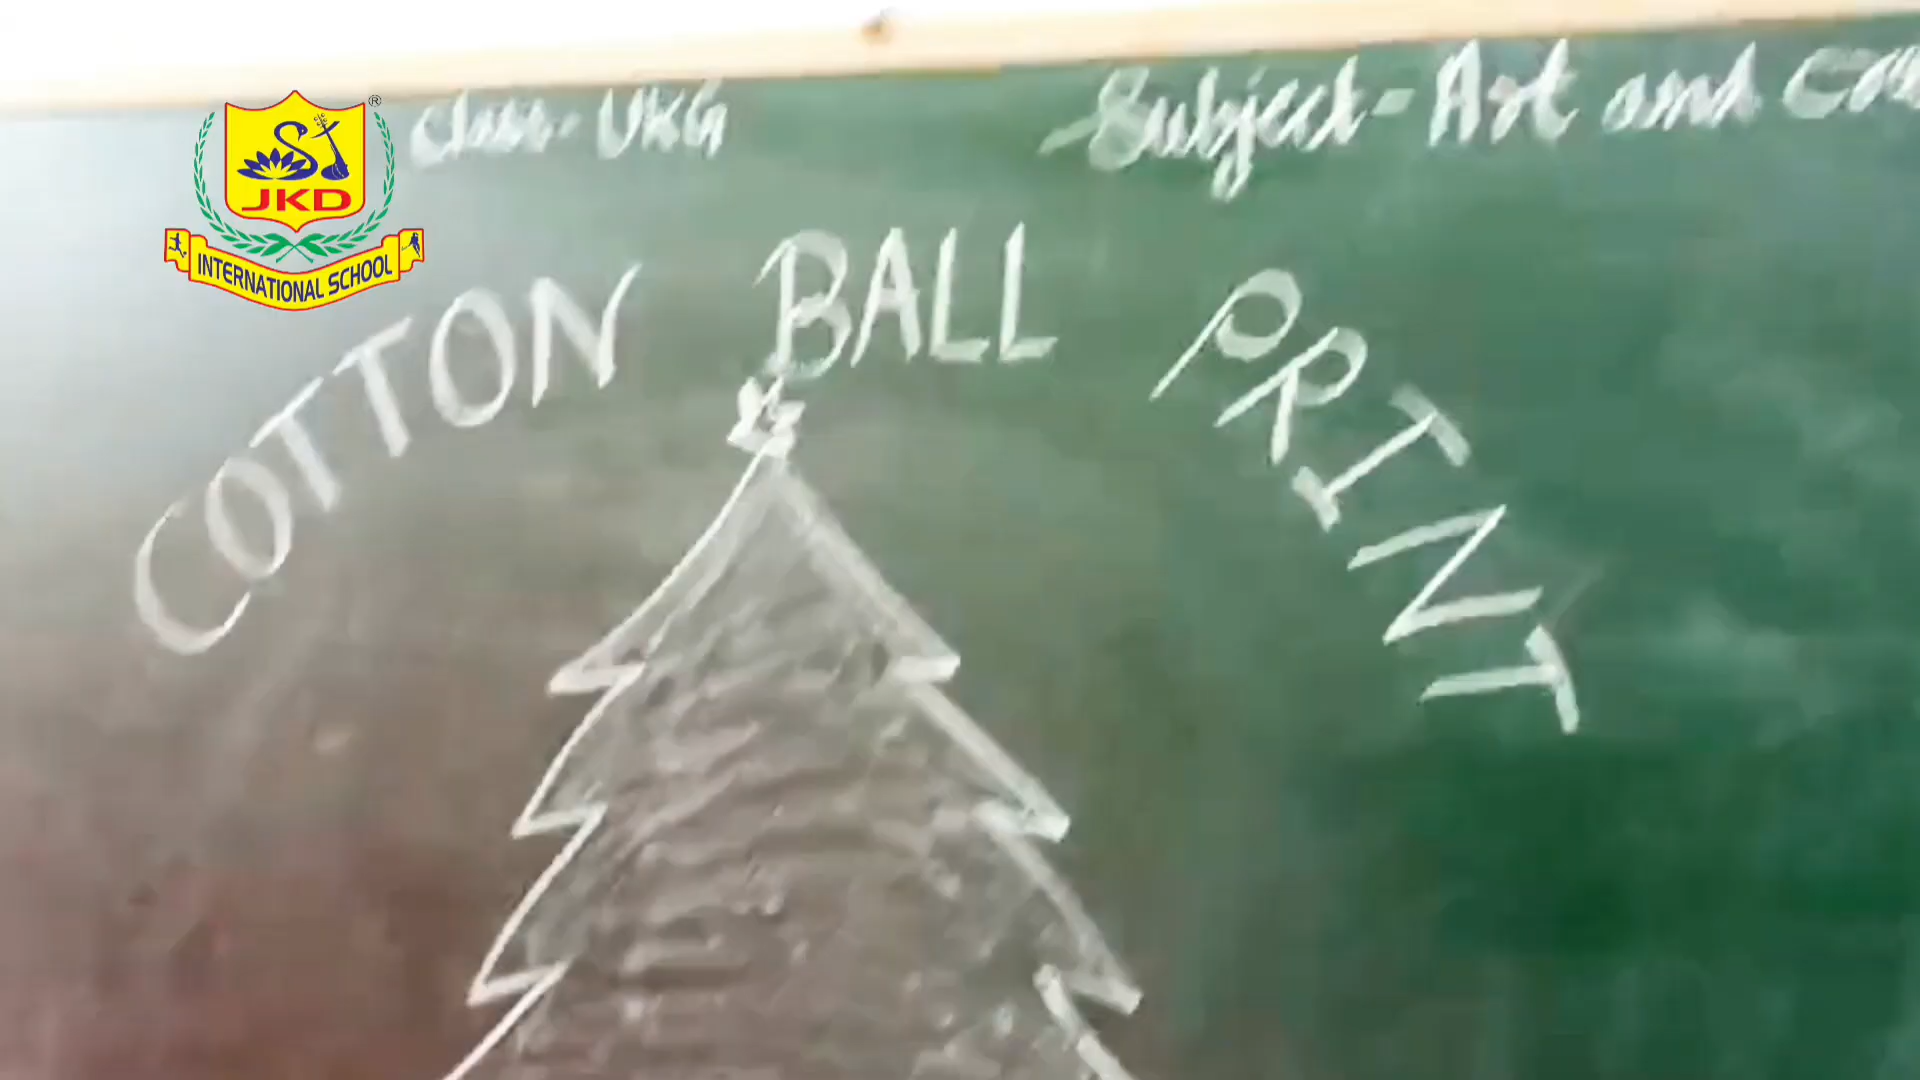 Class- UKG
Subject- Art and
COTTON BALL PRINT
JKD
INTERNATIONAL SCHOOL
®